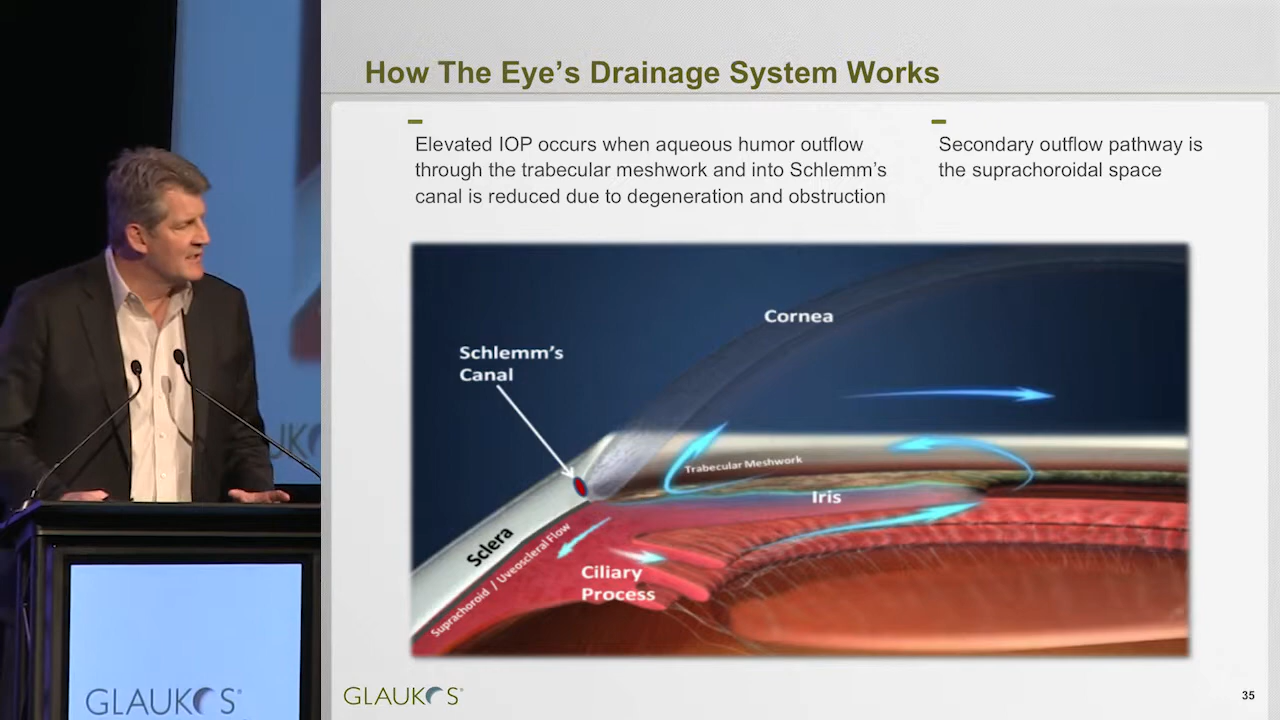 How The Eye's Drainage System Works
Elevated IOP occurs when aqueous humor outflow
through the trabecular meshwork and into Schlemm's
canal is reduced due to degeneration and obstruction
Secondary outflow pathway is
the suprachoroidal space
Cornea
Schlemm's
Canal
Trabecular Meshwork
Iris
Sclera
Suprachoroid / Uveoscleral Flow
Ciliary
Process
UK
GLAUKOS®
GLAUKOS®
35